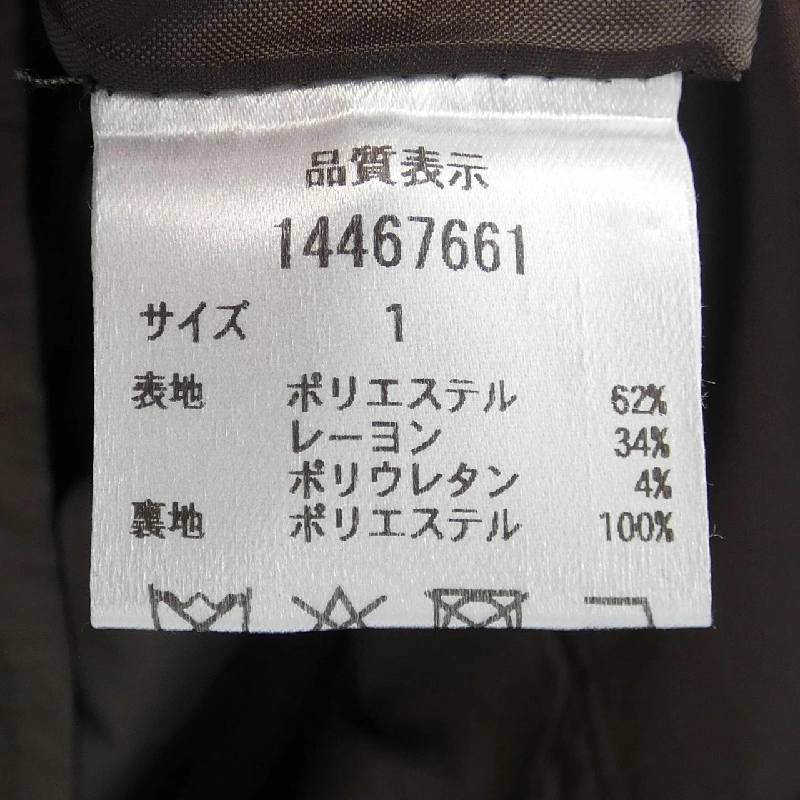 品質表示
14467661
サイズ 1
表地 ポリエステル 62%
レーヨン 34%
ポリウレタン 4%
裏地 ポリエステル 100%